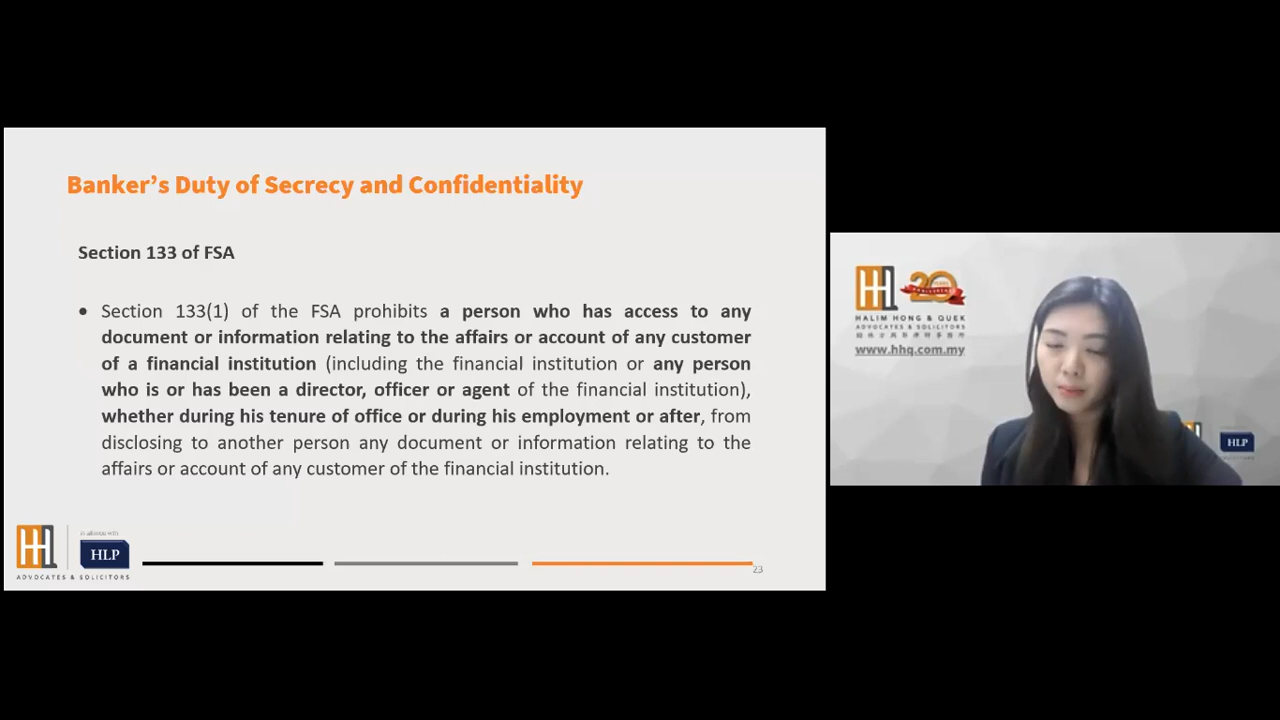 Banker’s Duty of Secrecy and Confidentiality
Section 133 of FSA
• Section 133(1) of the FSA prohibits a person who has access to any
document or information relating to the affairs or account of any customer
of a financial institution (including the financial institution or any person
who is or has been a director, officer or agent of the financial institution),
whether during his tenure of office or during his employment or after, from
disclosing to another person any document or information relating to the
affairs or account of any customer of the financial institution.
In alliance with
HLP
ADVOCATES & SOLICITORS
23
20
ANNIVERSARY
HALIM HONG & QUEK
ADVOCATES & SOLICITORS
www.hhq.com.my
HLP